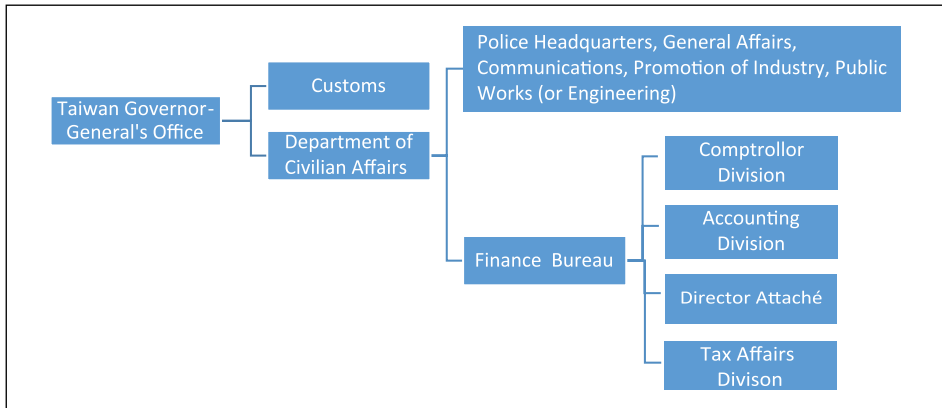 Police Headquarters, General Affairs,
Communications, Promotion of Industry, Public
Works (or Engineering)
Customs
Taiwan Governor-
General's Office
Department of
Civilian Affairs
Comptrollor
Division
Accounting
Division
Finance Bureau
Director Attaché
Tax Affairs
Divison